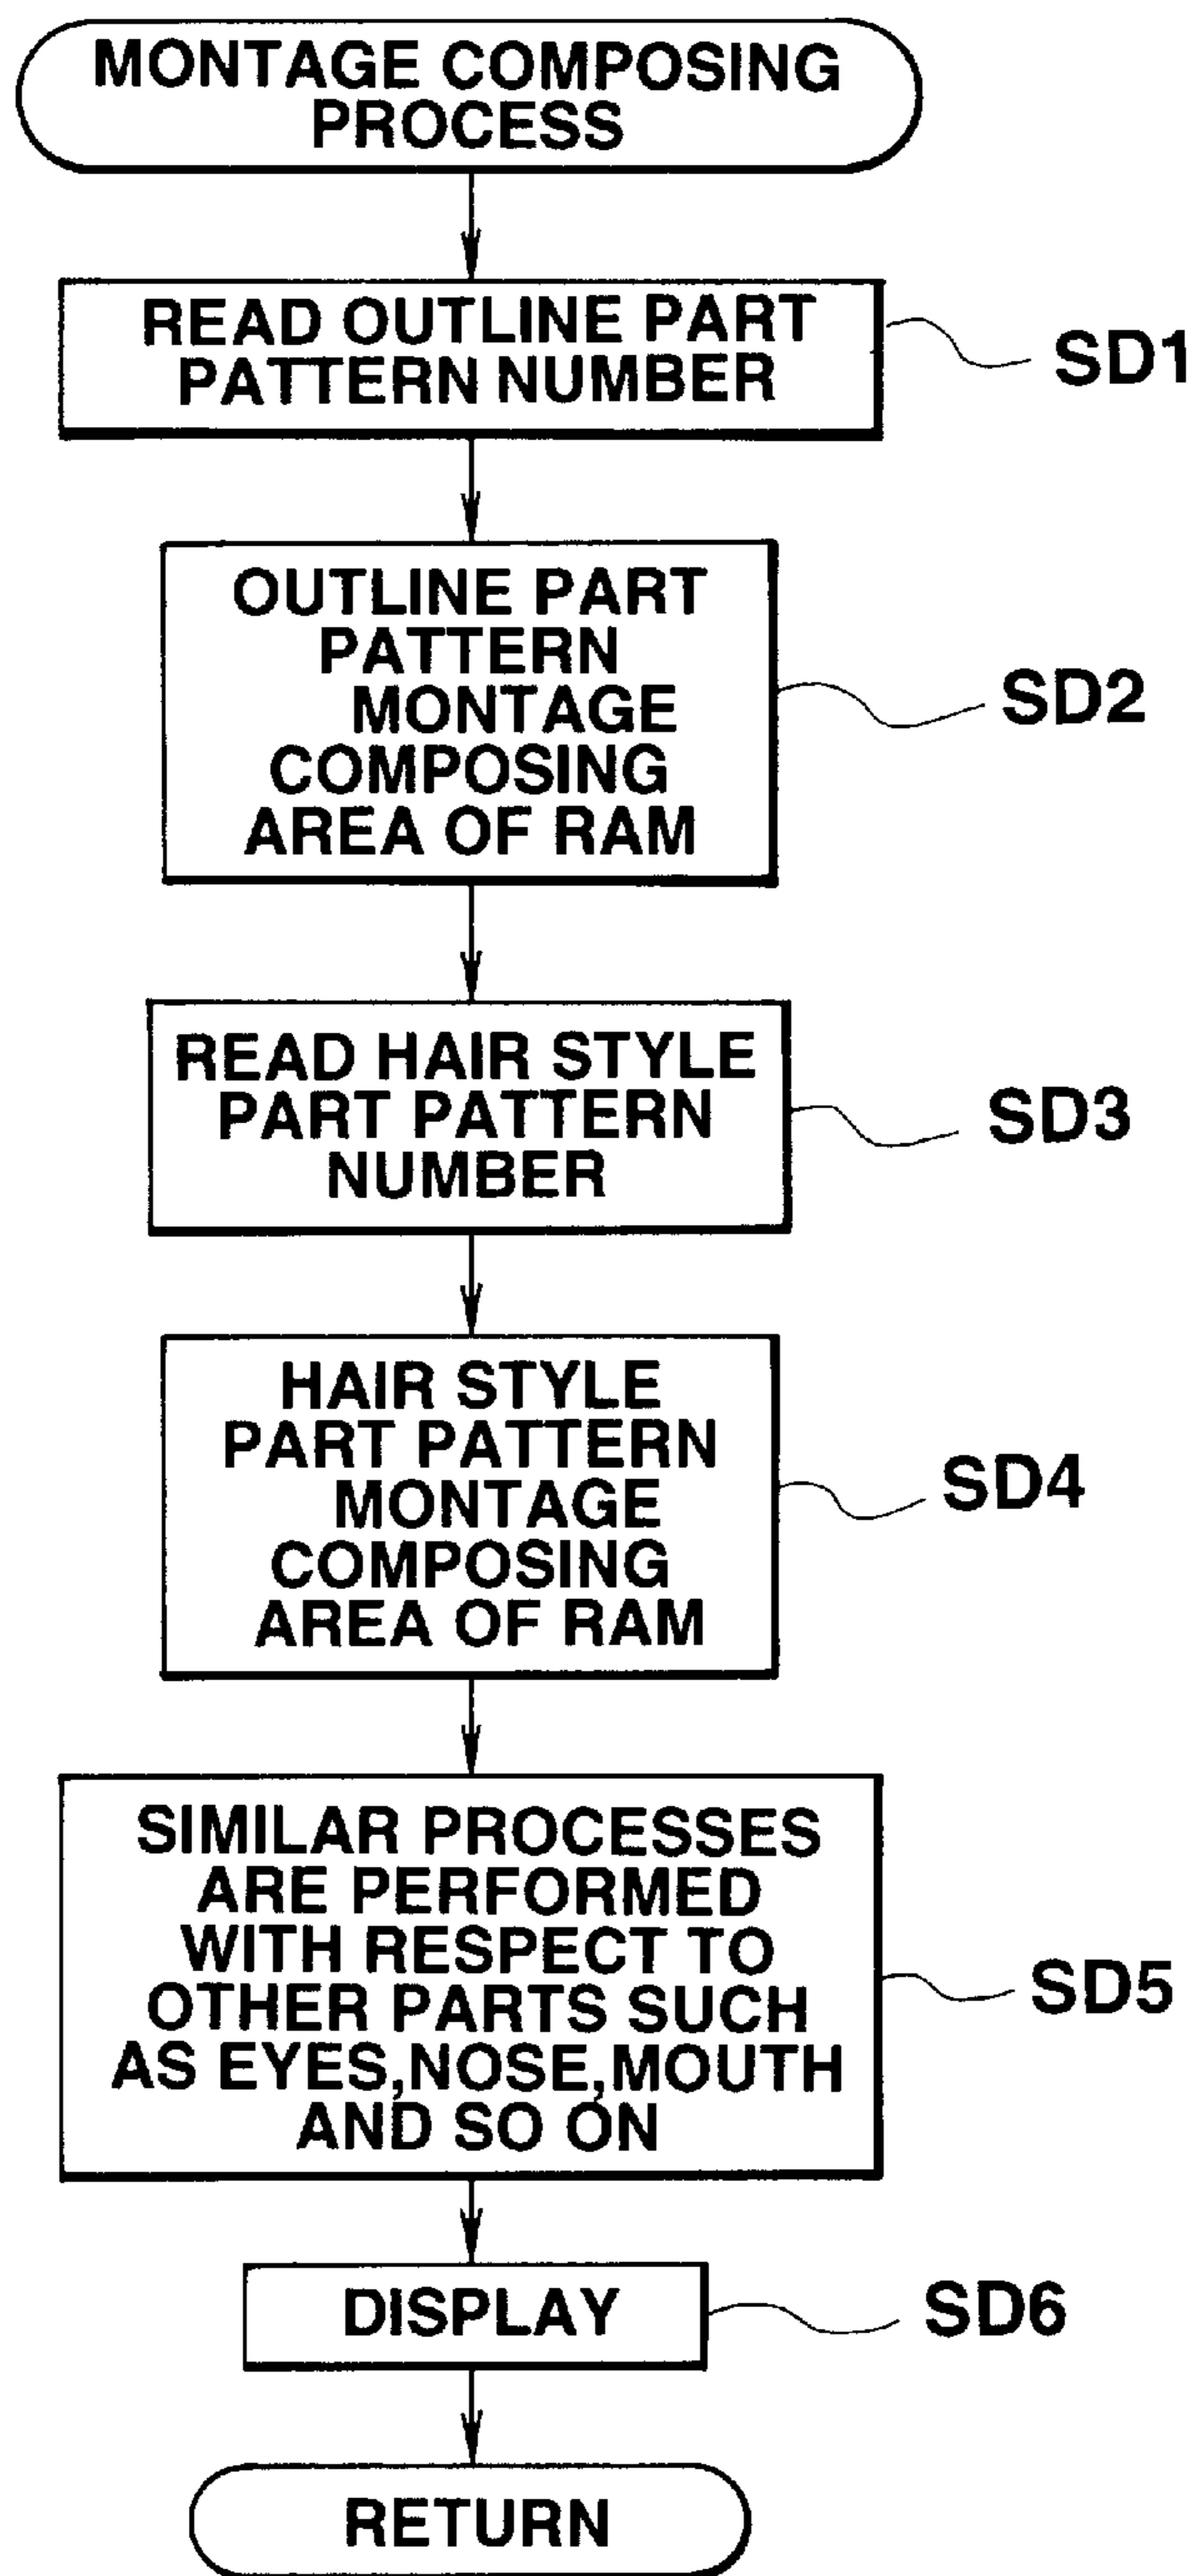 MONTAGE COMPOSING
PROCESS
READ OUTLINE PART
PATTERN NUMBER
SD1
OUTLINE PART
PATTERN
MONTAGE
COMPOSING
AREA OF RAM
SD2
READ HAIR STYLE
PART PATTERN
NUMBER
SD3
HAIR STYLE
PART PATTERN
MONTAGE
COMPOSING
AREA OF RAM
SD4
SIMILAR PROCESSES
ARE PERFORMED
WITH RESPECT TO
OTHER PARTS SUCH
AS EYES,NOSE,MOUTH
AND SO ON
SD5
DISPLAY
SD6
RETURN